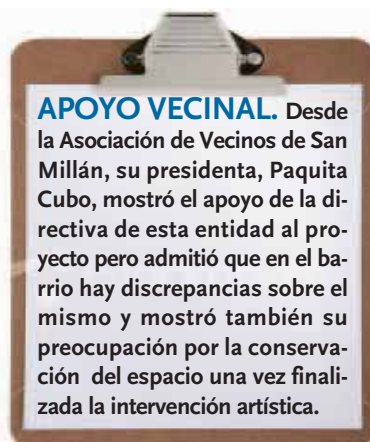 APOYO VECINAL. Desde
la Asociación de Vecinos de San
Millán, su presidenta, Paquita
Cubo, mostró el apoyo de la di-
rectiva de esta entidad al pro-
yecto pero admitió que en el ba-
rrio hay discrepancias sobre el
mismo y mostró también su
preocupación por la conserva-
ción del espacio una vez finali-
zada la intervención artística.